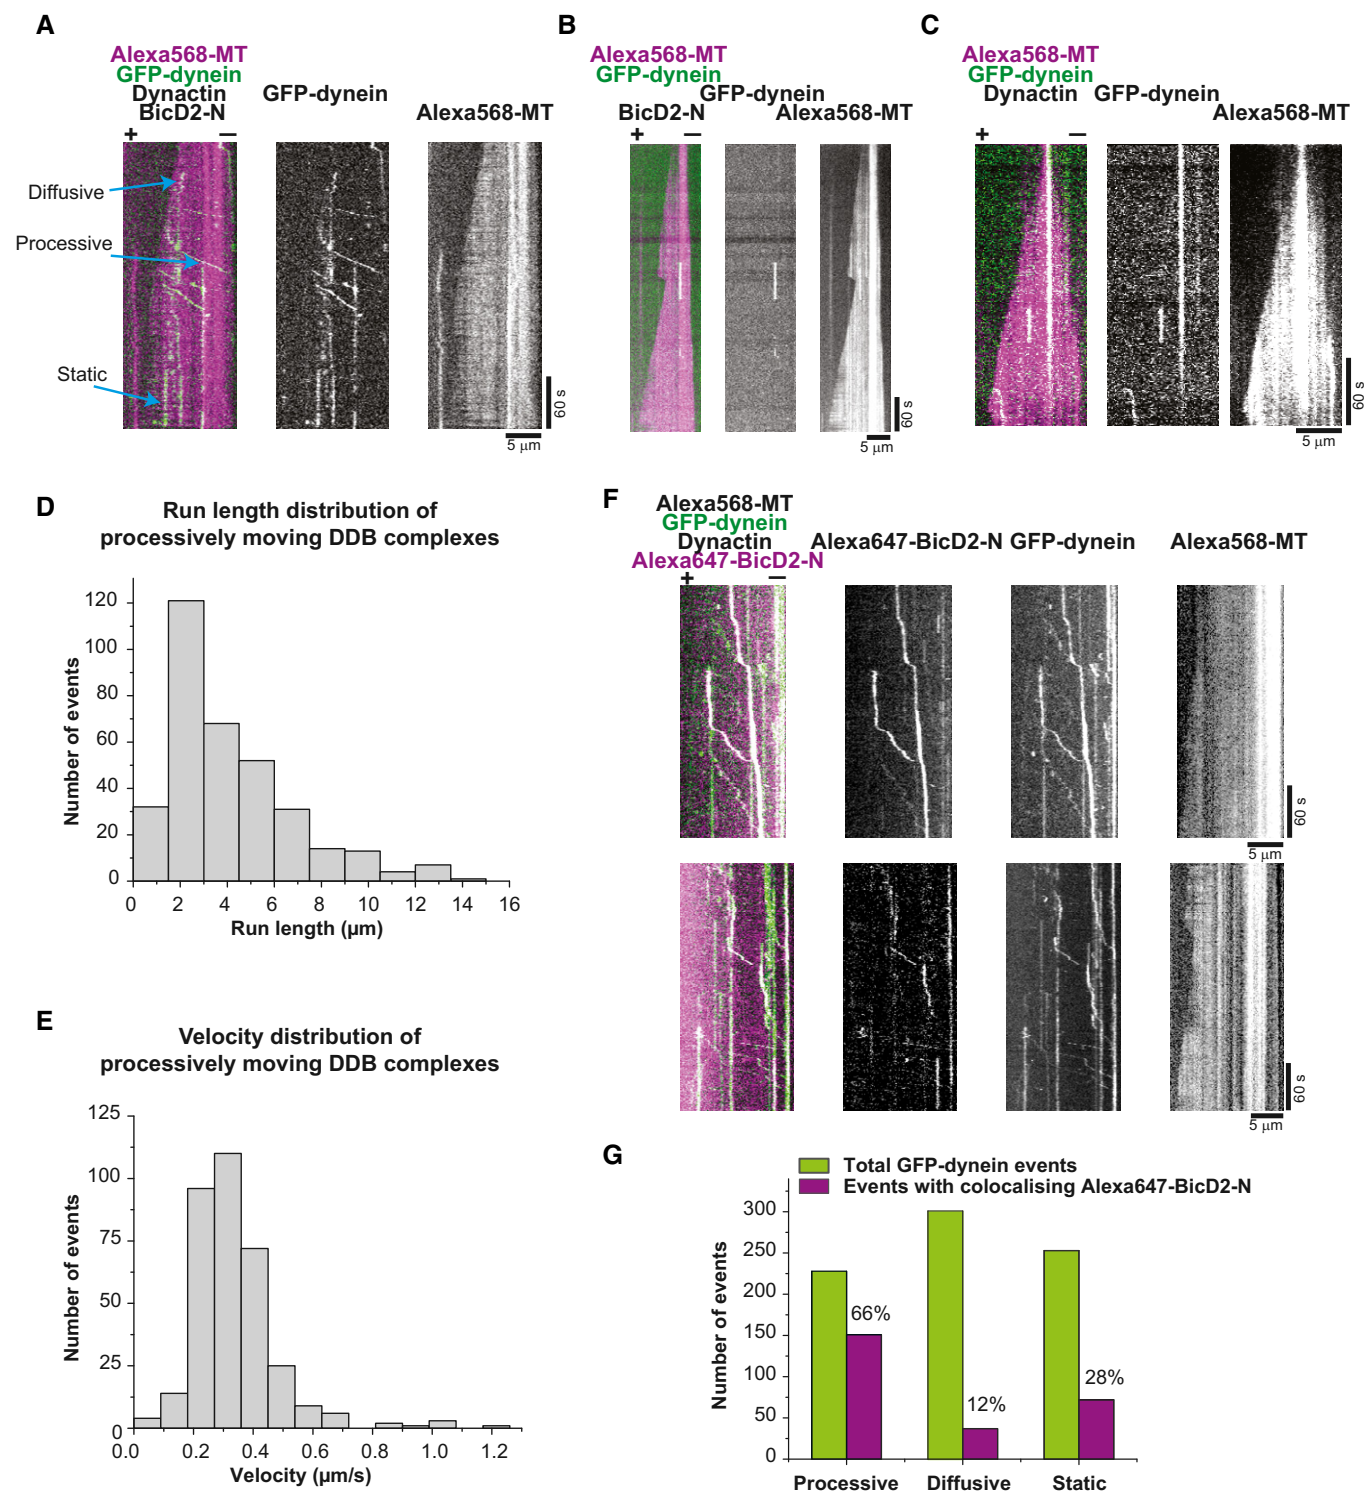 A
Alexa568-MT
GFP-dynein
Dynactin
BicD2-N
GFP-dynein
Alexa568-MT
+
–
Diffusive
Processive
Static
60 s
5 µm
B
Alexa568-MT
GFP-dynein
BicD2-N
GFP-dynein
Alexa568-MT
+
–
60 s
5 µm
C
Alexa568-MT
GFP-dynein
Dynactin
GFP-dynein
Alexa568-MT
+
–
60 s
5 µm
D
Run length distribution of
processively moving DDB complexes
Number of events
120
100
80
60
40
20
0
0 2 4 6 8 10 12 14 16
Run length (µm)
E
Velocity distribution of
processively moving DDB complexes
Number of events
125
100
75
50
25
0
0.0 0.2 0.4 0.6 0.8 1.0 1.2
Velocity (µm/s)
F
Alexa568-MT
GFP-dynein
Dynactin
Alexa647-BicD2-N
Alexa647-BicD2-N
GFP-dynein
Alexa568-MT
+
–
60 s
5 µm
60 s
5 µm
G
Total GFP-dynein events
Events with colocalising Alexa647-BicD2-N
Number of events
300
250
200
150
100
50
0
66%
12%
28%
Processive Diffusive Static